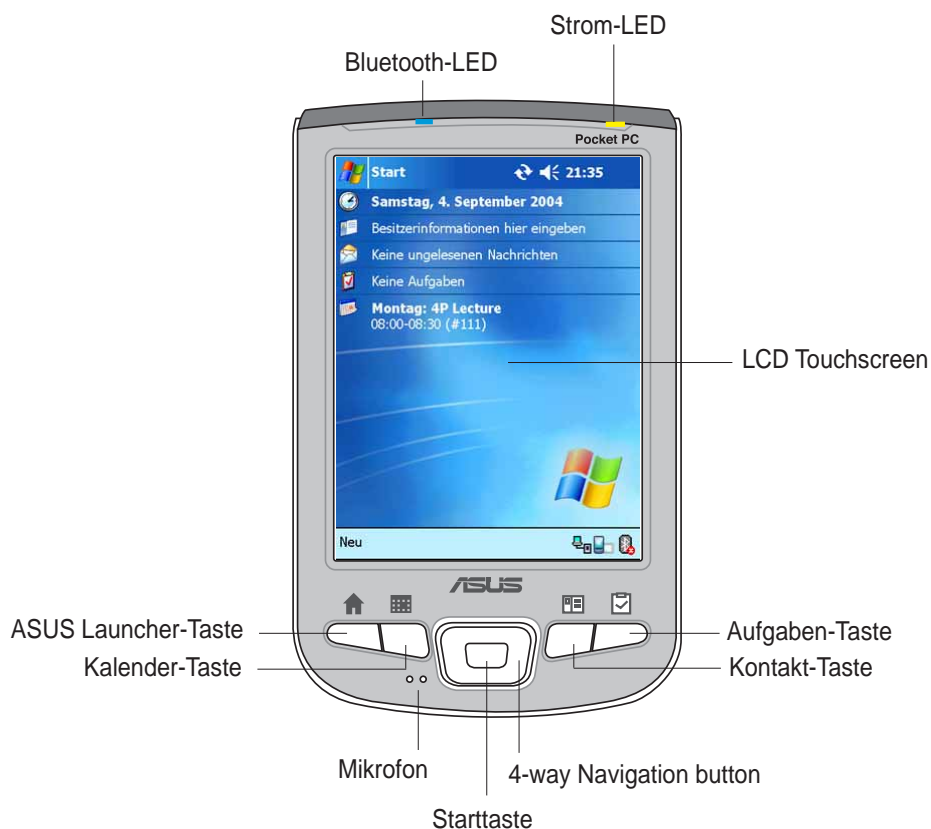 Strom-LED
Bluetooth-LED
Pocket PC
Start 21:35
Samstag, 4. September 2004
Besitzerinformationen hier eingeben
Keine ungelesenen Nachrichten
Keine Aufgaben
Montag: 4P Lecture
08:00-08:30 (#111)
LCD Touchscreen
Neu
ASUS
ASUS Launcher-Taste
Aufgaben-Taste
Kalender-Taste
Kontakt-Taste
Mikrofon
4-way Navigation button
Starttaste